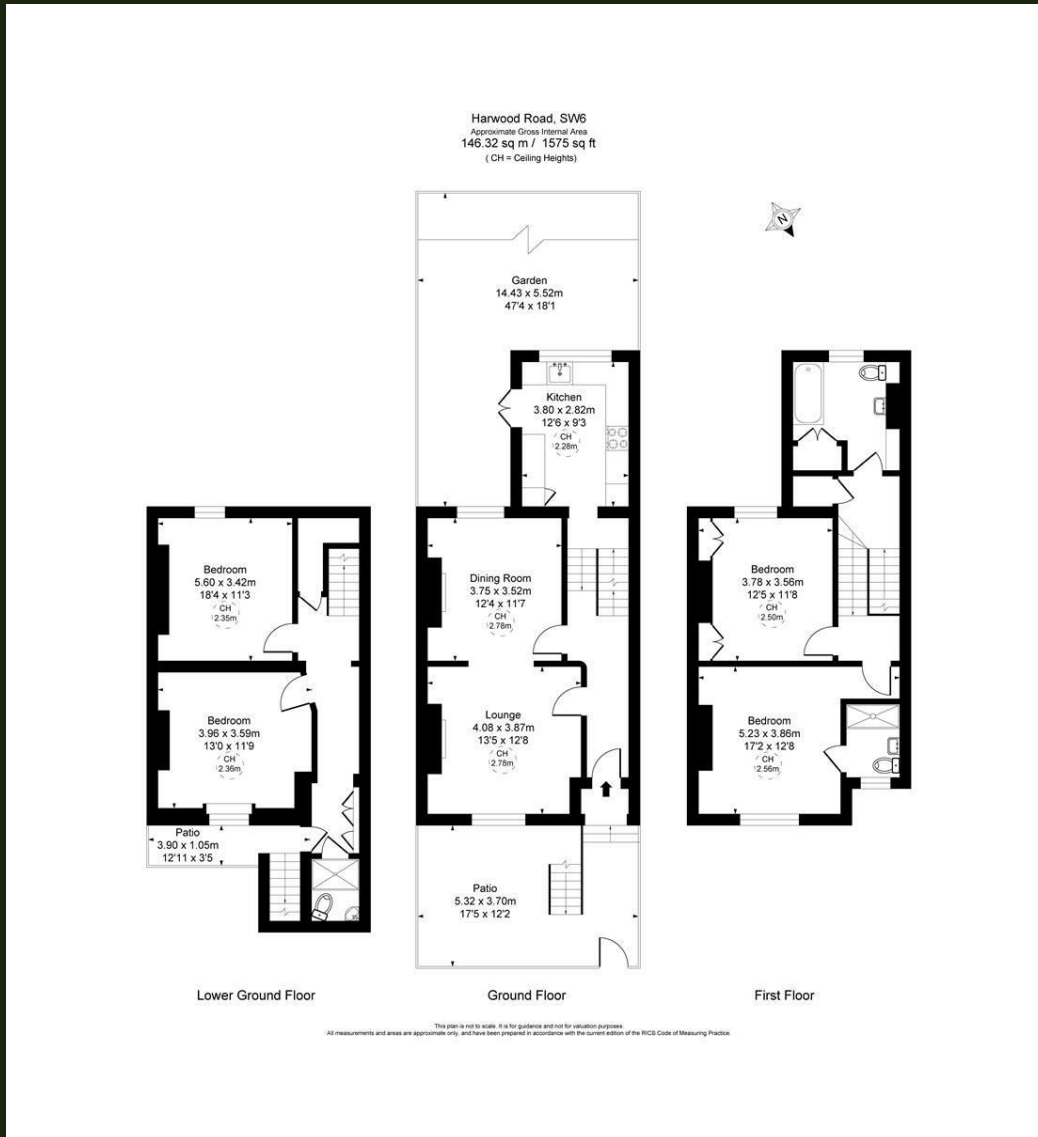 Harwood Road, SW6
Approximate Gross Internal Area
146.32 sq m / 1575 sq ft
( CH = Ceiling Heights)
N
Garden
14.43 x 5.52m
47'4 x 18'1
Kitchen
3.80 x 2.82m
12'6 x 9'3
CH
2.28m
Bedroom
5.60 x 3.42m
18'4 x 11'3
CH
2.35m
Dining Room
3.75 x 3.52m
12'4 x 11'7
CH
2.78m
Bedroom
3.78 x 3.56m
12'5 x 11'8
CH
2.50m
Bedroom
3.96 x 3.59m
13'0 x 11'9
CH
2.36m
Lounge
4.08 x 3.87m
13'5 x 12'8
CH
2.78m
Bedroom
5.23 x 3.86m
17'2 x 12'8
CH
2.56m
Patio
3.90 x 1.05m
12'11 x 3'5
Patio
5.32 x 3.70m
17'5 x 12'2
Lower Ground Floor
Ground Floor
First Floor
This plan is not to scale. It is for guidance and not for valuation purposes.
All measurements and areas are approximate only, and have been prepared in accordance with the current edition of the RICS Code of Measuring Practice.